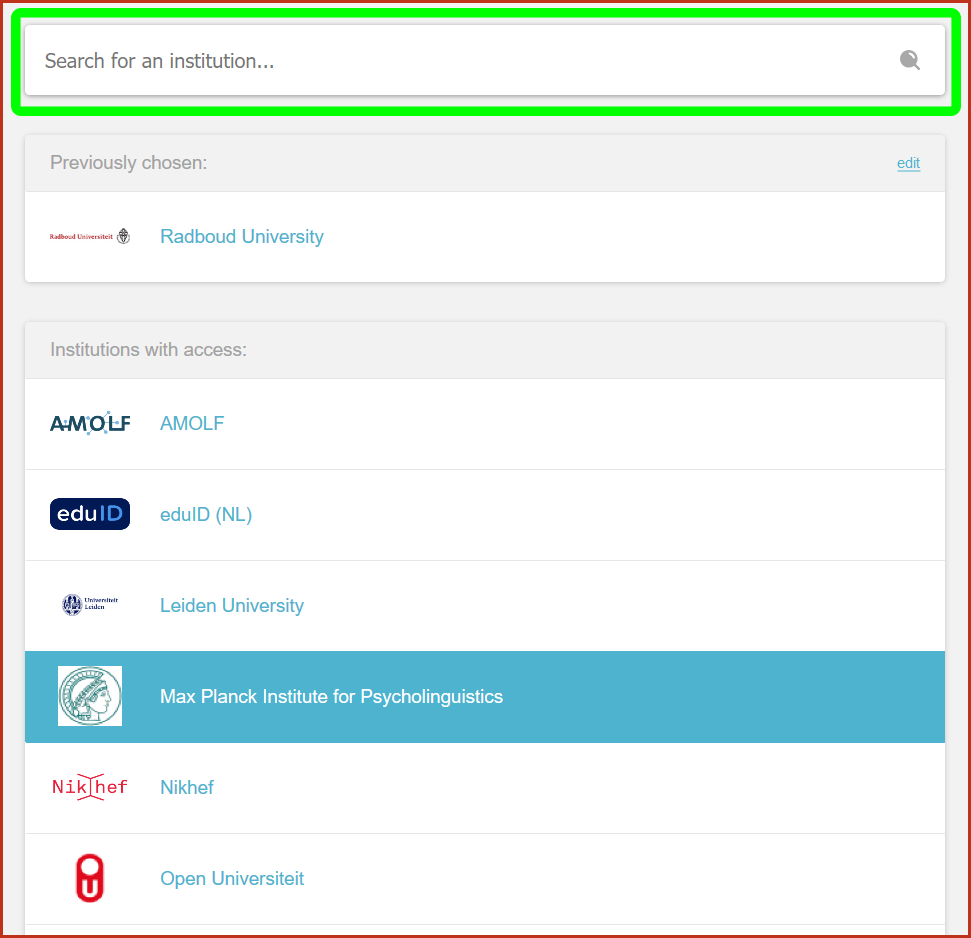 Search for an institution...
Previously chosen:
edit
Radboud Universiteit
Radboud University
Institutions with access:
AMOLF
AMOLF
eduID
eduID (NL)
Universiteit
Leiden
Leiden University
Max Planck Institute for Psycholinguistics
Nikhef
Nikhef
OU
Open Universiteit